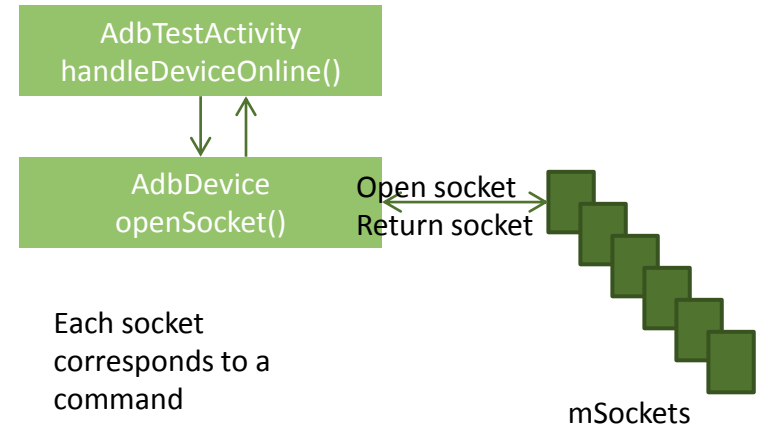 AdbTestActivity
handleDeviceOnline()
AdbDevice
openSocket()
Open socket
Return socket
Each socket
corresponds to a
command
mSockets